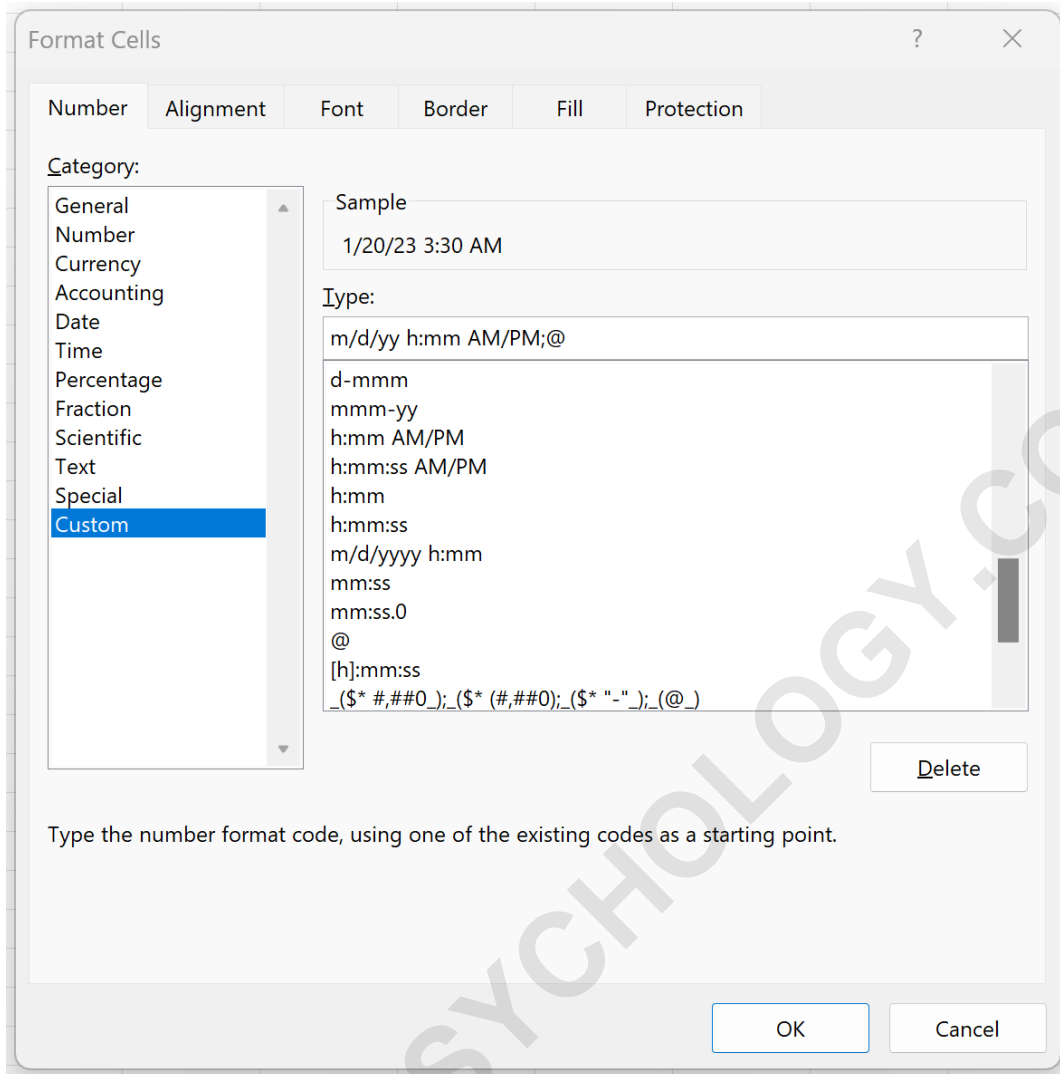 Format Cells
?
Number Alignment Font Border Fill Protection
Category:
General
Number
Currency
Accounting
Date
Time
Percentage
Fraction
Scientific
Text
Special
Custom
Sample
1/20/23 3:30 AM
Type:
m/d/yy h:mm AM/PM;@
d-mmm
mmm-yy
h:mm AM/PM
h:mm:ss AM/PM
h:mm
h:mm:ss
m/d/yyyy h:mm
mm:ss
mm:ss.0
@
[h]:mm:ss
_($* #,##0_);_($* (#,##0);_($* "-"_);_(@_)
Delete
Type the number format code, using one of the existing codes as a starting point.
OK Cancel
SYCHOLOGY.CO